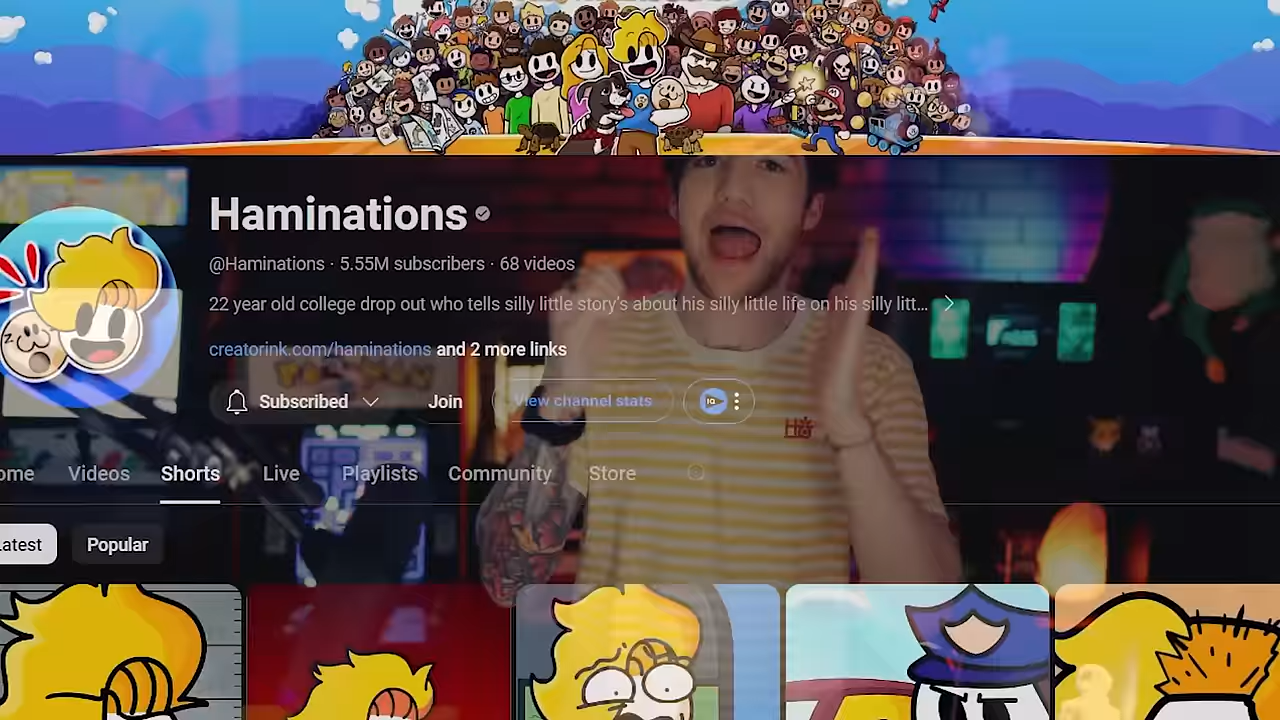 Haminations
@Haminations · 5.55M subscribers · 68 videos
22 year old college drop out who tells silly little story's about his silly little life on his silly litt...
creatorink.com/haminations and 2 more links
Subscribed Join View channel stats
ome Videos Shorts Live Playlists Community Store
Latest Popular